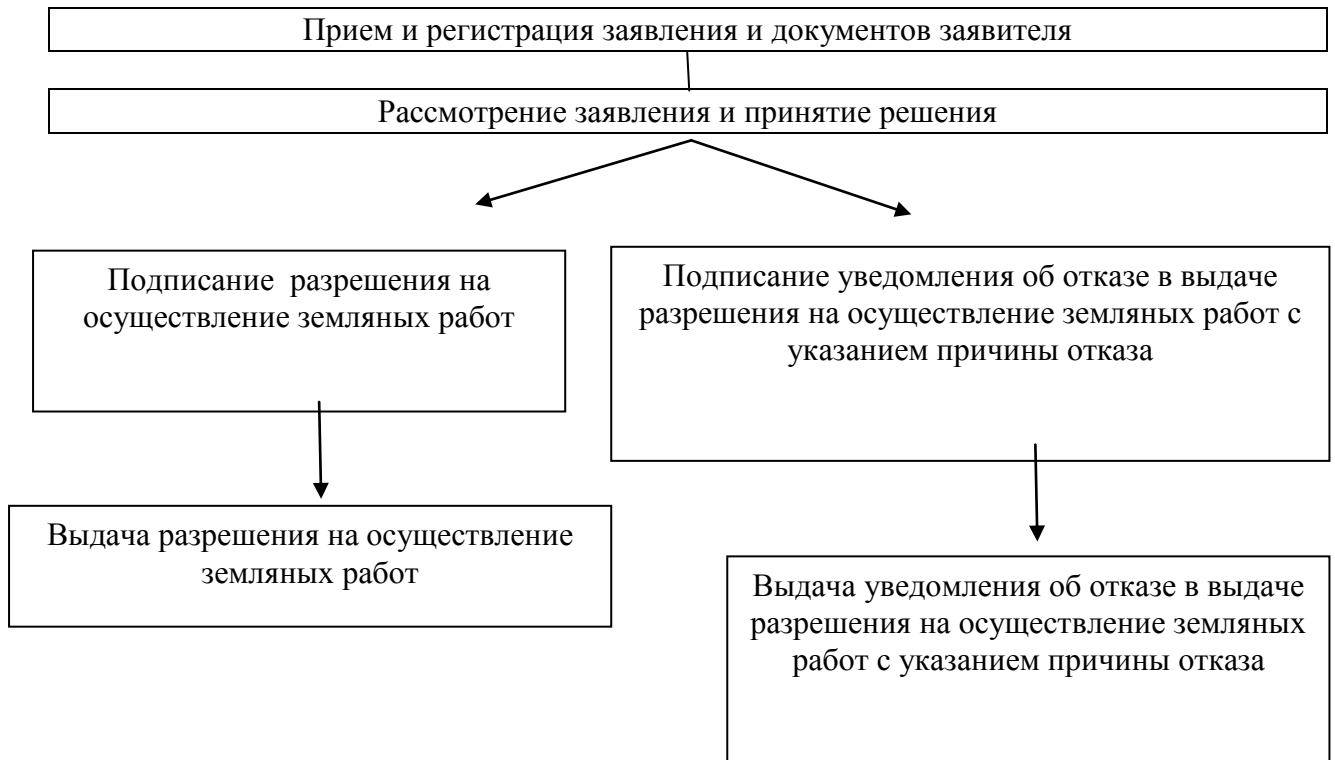 Прием и регистрация заявления и документов заявителя
Рассмотрение заявления и принятие решения
Подписание разрешения на
осуществление земляных работ
Подписание уведомления об отказе в выдаче
разрешения на осуществление земляных работ с
указанием причины отказа
Выдача разрешения на осуществление
земляных работ
Выдача уведомления об отказе в выдаче
разрешения на осуществление земляных
работ с указанием причины отказа